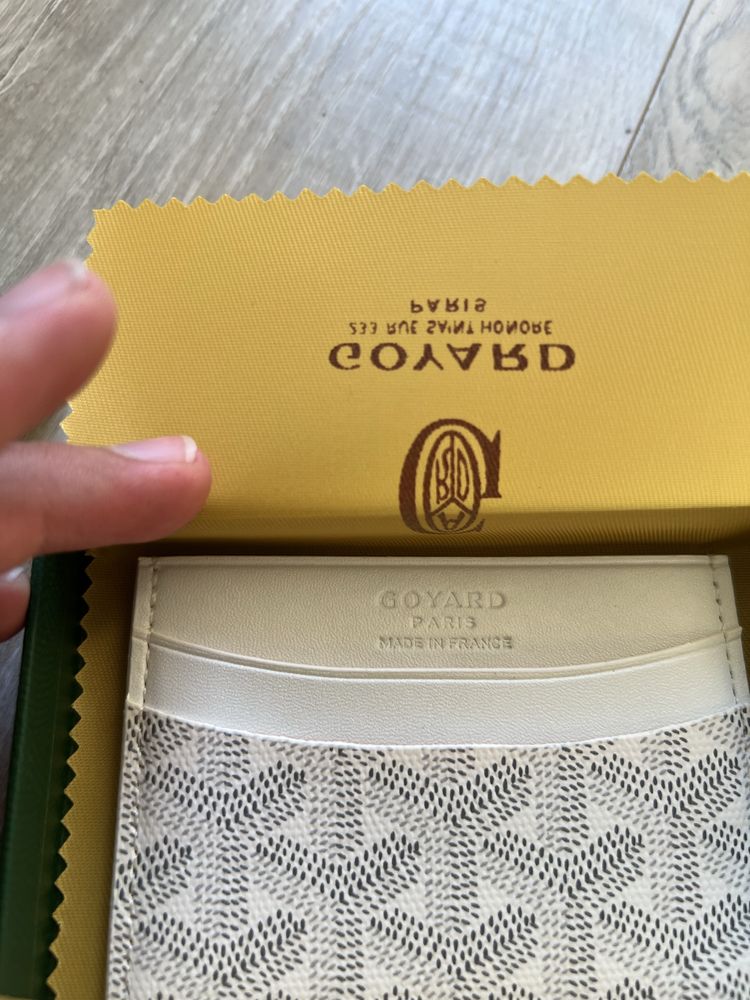 GOYARD
233 RUE SAINT HONORE
PARIS
GOYARD
PARIS
MADE IN FRANCE